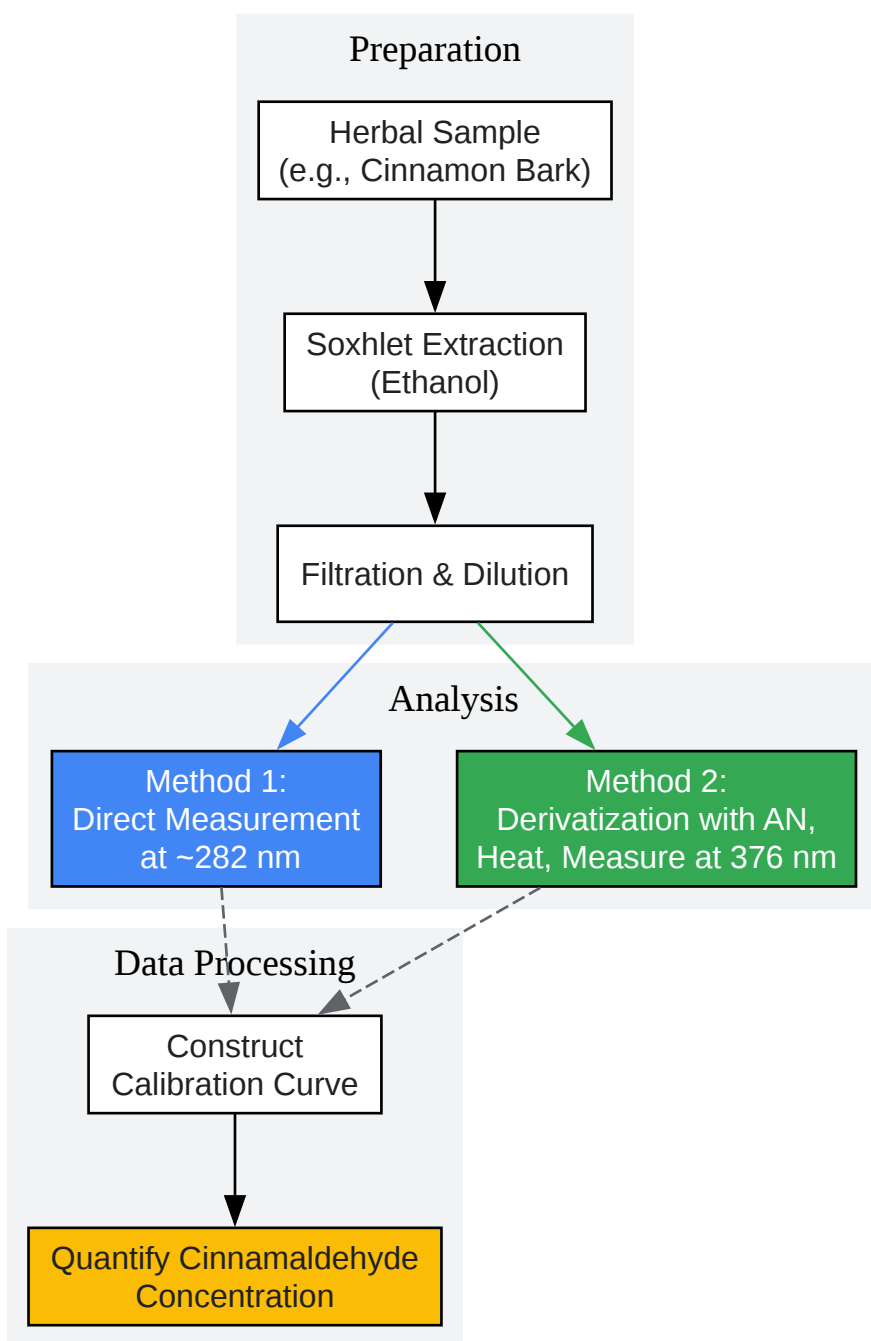 Preparation
Herbal Sample
(e.g., Cinnamon Bark)
Soxhlet Extraction
(Ethanol)
Filtration & Dilution
Analysis
Method 1:
Direct Measurement
at ~282 nm
Method 2:
Derivatization with AN,
Heat, Measure at 376 nm
Data Processing
Construct
Calibration Curve
Quantify Cinnamaldehyde
Concentration